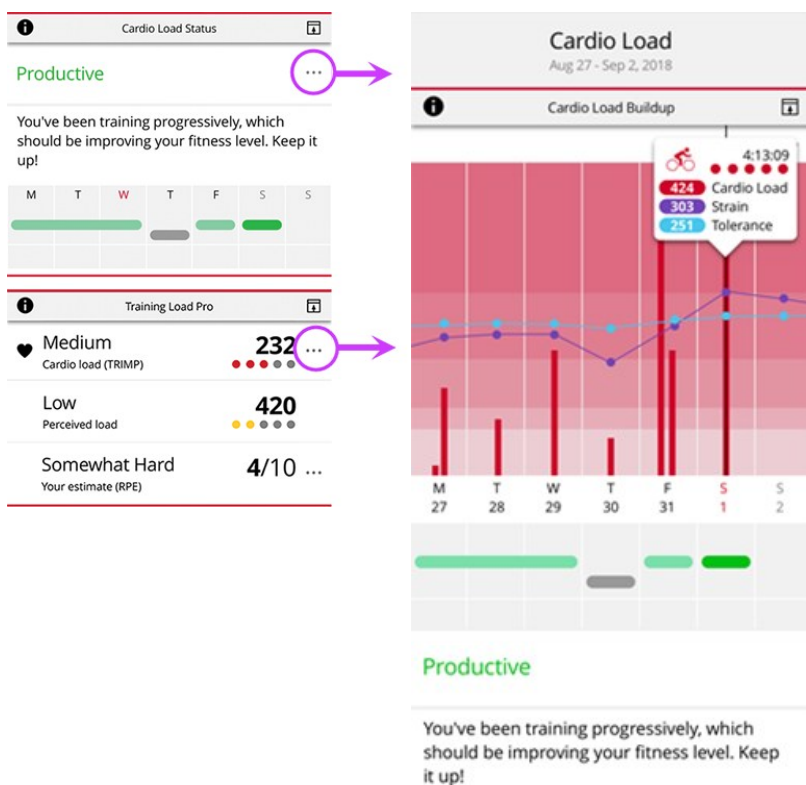 Cardio Load Status
Productive
You've been training progressively, which
should be improving your fitness level. Keep it
up!
M T W T F S S
Training Load Pro
Medium 232
Cardio load (TRIMP)
Low 420
Perceived load
Somewhat Hard 4/10
Your estimate (RPE)
Cardio Load
Aug 27 - Sep 2, 2018
Cardio Load Buildup
4:13:09
424 Cardio Load
303 Strain
251 Tolerance
M T W T F S S
27 28 29 30 31 1 2
Productive
You've been training progressively, which
should be improving your fitness level. Keep
it up!